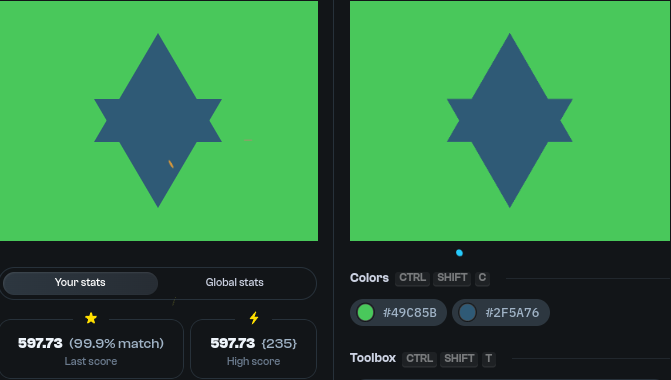 Colors CTRL SHIFT C
Your stats Global stats
#49C85B #2F5A76
597.73 (99.9% match) 597.73 {235}
Last score High score
Toolbox CTRL SHIFT T